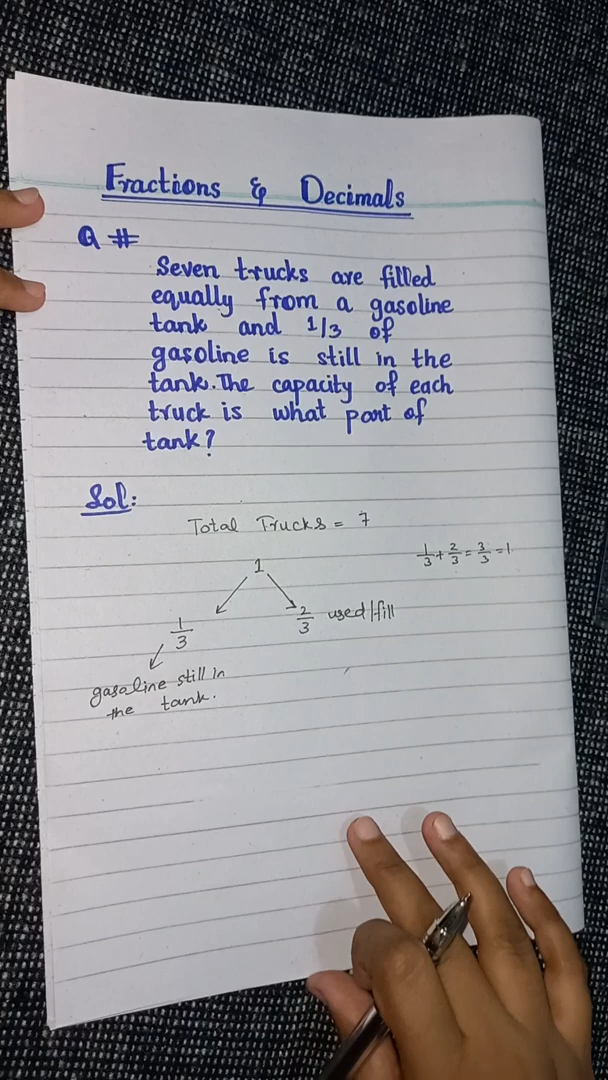 Fractions & Decimals
Q #
Seven trucks are filled
equally from a gasoline
tank and 1/3 of
gasoline is still in the
tank. The capacity of each
truck is what part of
tank?
Sol:
Total Trucks = 7
1/3 + 2/3 = 3/3 = 1
1
1/3
2/3 used/fill
gasoline still in
the tank.